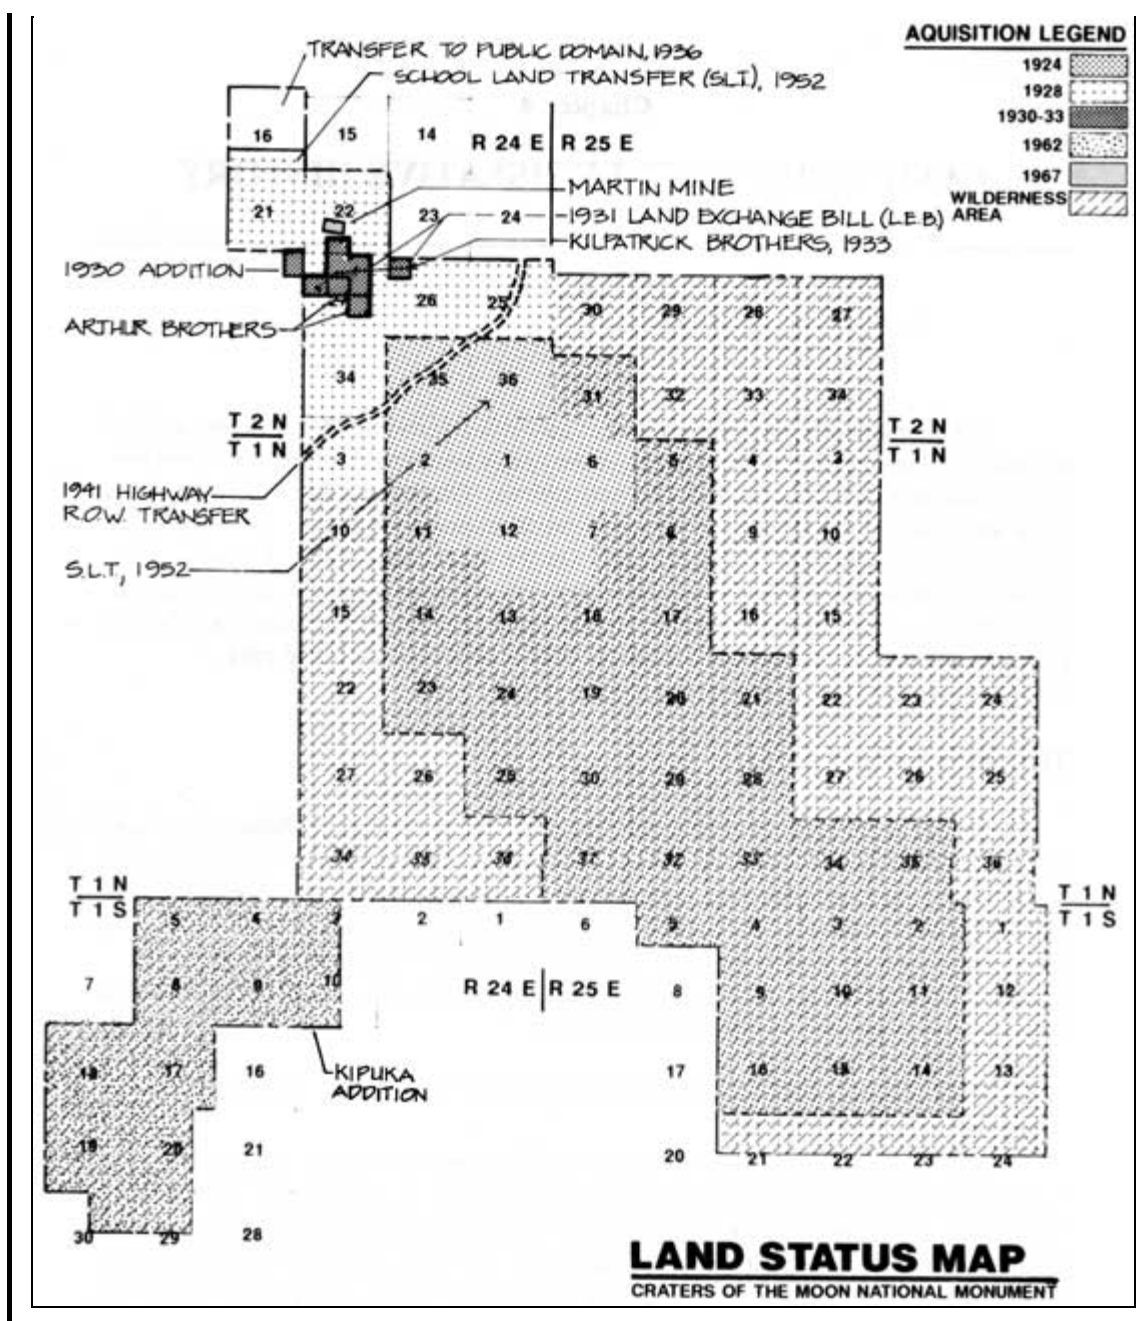 AQUISITION LEGEND
1924
1928
1930-33
1962
1967
WILDERNESS
AREA
TRANSFER TO PUBLIC DOMAIN, 1936
SCHOOL LAND TRANSFER (S.L.T.), 1952
16 15 14 R 24 E R 25 E
MARTIN MINE
21 22 23 24 1931 LAND EXCHANGE BILL (L.E.B.)
KILPATRICK BROTHERS, 1933
1930 ADDITION
ARTHUR BROTHERS
26 25 30 29 28 27
34 35 36 31 32 33 34
T 2 N
T 1 N
T 2 N
T 1 N
3 2 1 6 5 4 3
1941 HIGHWAY
R.O.W. TRANSFER
10 11 12 7 8 9 10
S.L.T., 1952
15 14 13 18 17 16 15
22 23 24 19 20 21 22 23 24
27 26 25 30 29 28 27 26 25
34 35 36 31 32 33 34 35 36
T 1 N
T 1 S
T 1 N
T 1 S
5 4 3 2 1 6 5 4 3 2 1
7 8 9 10 R 24 E R 25 E 8 9 10 11 12
18 17 16 KIPUKA
ADDITION
17 16 15 14 13
19 20 21 20 21 22 23 24
30 29 28
LAND STATUS MAP
CRATERS OF THE MOON NATIONAL MONUMENT